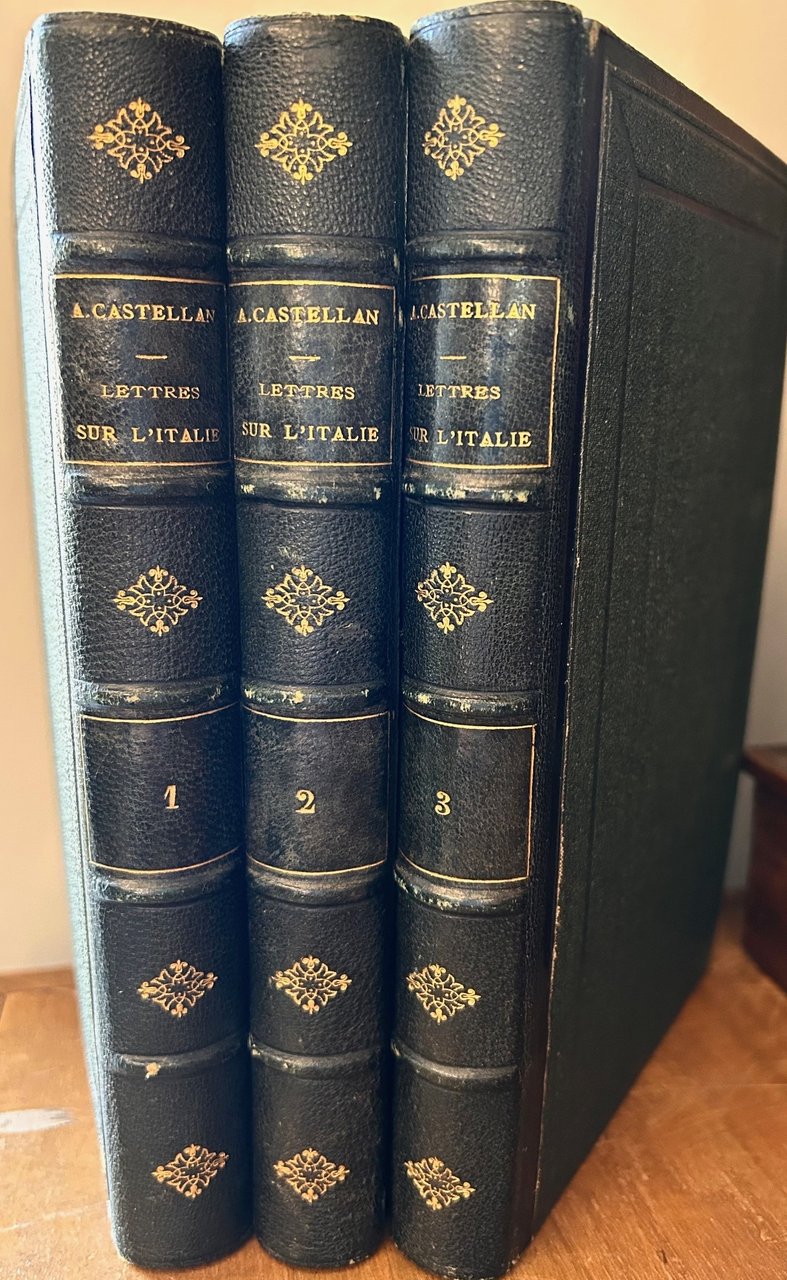 A.CASTELLAN
LETTRES
SUR L'ITALIE
1
A.CASTELLAN
LETTRES
SUR L'ITALIE
2
A.CASTELLAN
LETTRES
SUR L'ITALIE
3